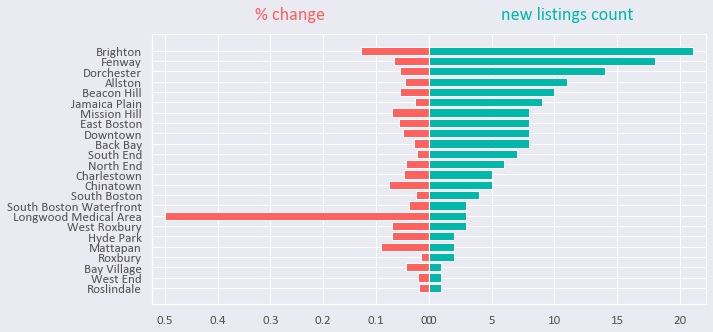 % change new listings count
Brighton
Fenway
Dorchester
Allston
Beacon Hill
Jamaica Plain
Mission Hill
East Boston
Downtown
Back Bay
South End
North End
Charlestown
Chinatown
South Boston
South Boston Waterfront
Longwood Medical Area
West Roxbury
Hyde Park
Mattapan
Roxbury
Bay Village
West End
Roslindale
0.5 0.4 0.3 0.2 0.1 0.0 0 5 10 15 20